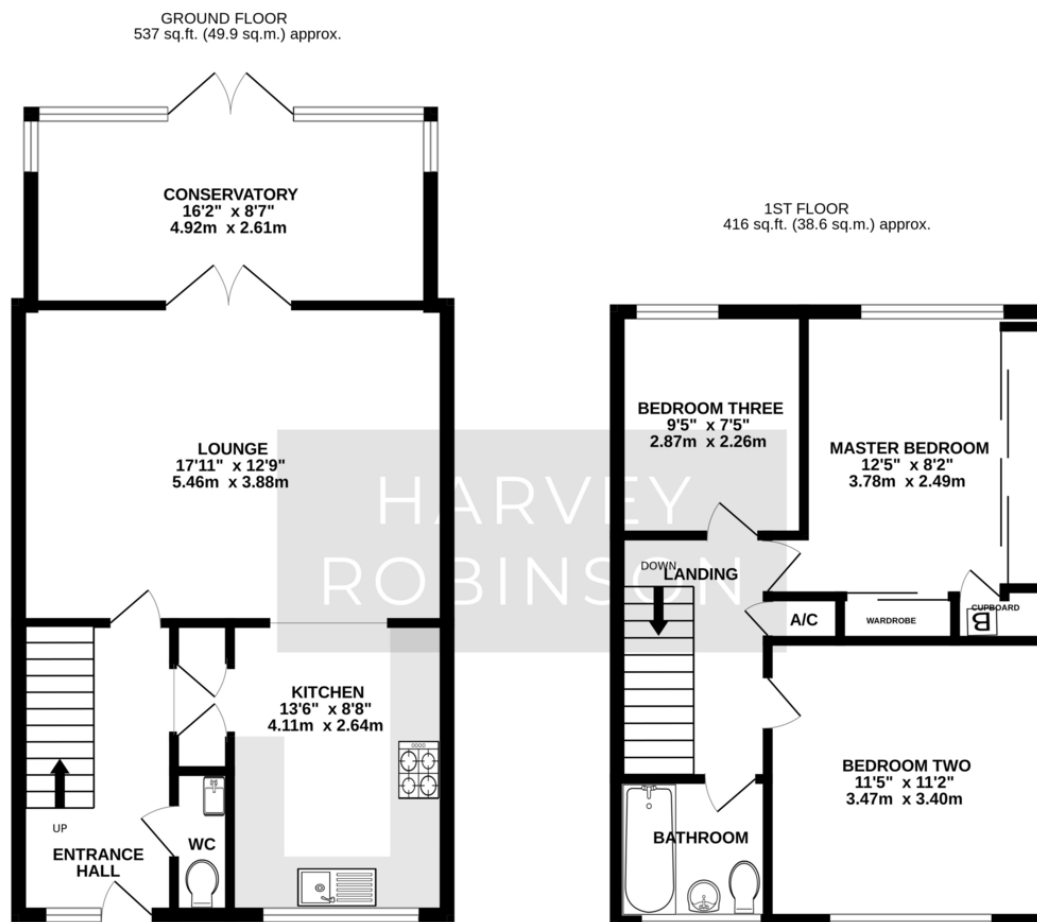 GROUND FLOOR
537 sq.ft. (49.9 sq.m.) approx.
CONSERVATORY
16'2" x 8'7"
4.92m x 2.61m
LOUNGE
17'11" x 12'9"
5.46m x 3.88m
KITCHEN
13'6" x 8'8"
4.11m x 2.64m
UP
ENTRANCE
HALL
WC
1ST FLOOR
416 sq.ft. (38.6 sq.m.) approx.
BEDROOM THREE
9'5" x 7'5"
2.87m x 2.26m
MASTER BEDROOM
12'5" x 8'2"
3.78m x 2.49m
DOWN
LANDING
A/C
WARDROBE
CUPBOARD
B
BEDROOM TWO
11'5" x 11'2"
3.47m x 3.40m
BATHROOM
HARVEY
ROBINSON